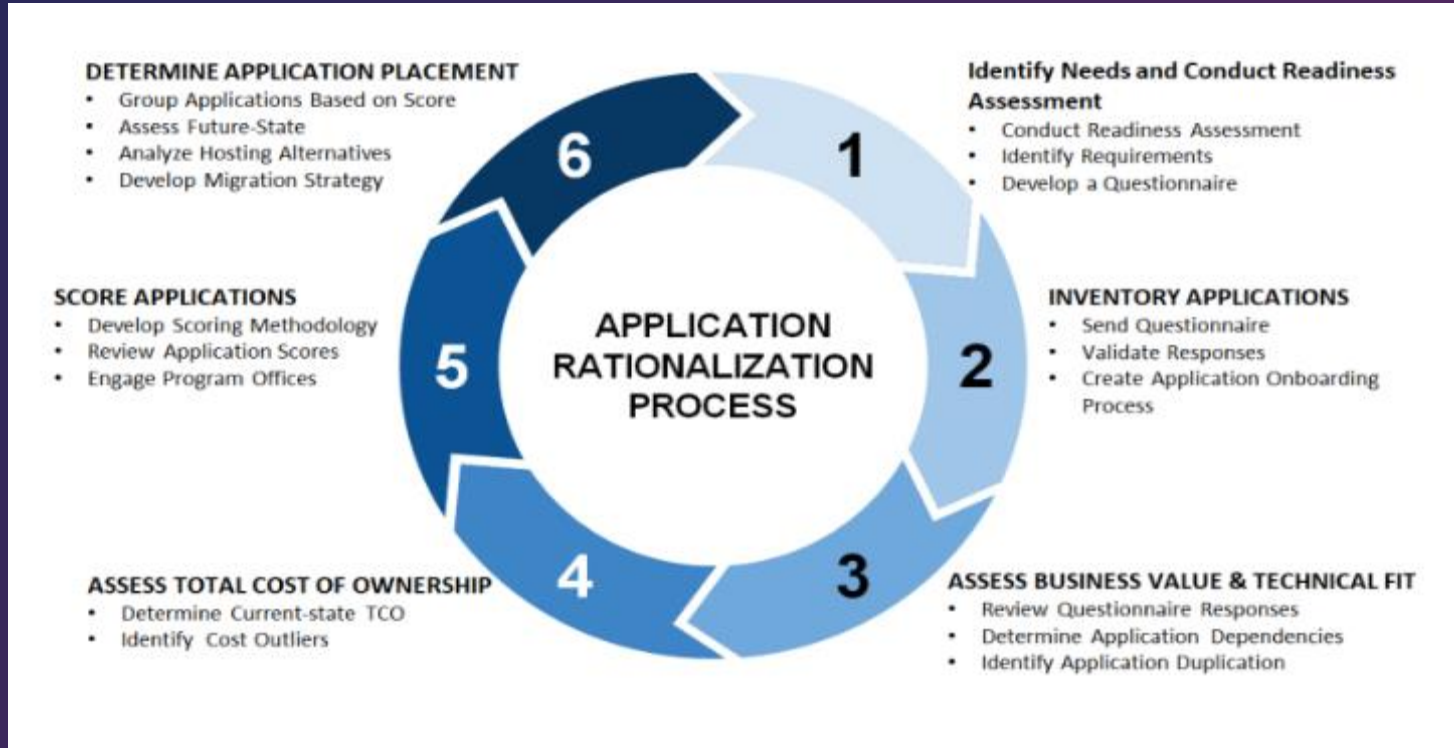 DETERMINE APPLICATION PLACEMENT
• Group Applications Based on Score
• Assess Future-State
• Analyze Hosting Alternatives
• Develop Migration Strategy
6
1
Identify Needs and Conduct Readiness
Assessment
• Conduct Readiness Assessment
• Identify Requirements
• Develop a Questionnaire
SCORE APPLICATIONS
• Develop Scoring Methodology
• Review Application Scores
• Engage Program Offices
5
APPLICATION
RATIONALIZATION
PROCESS
2
INVENTORY APPLICATIONS
• Send Questionnaire
• Validate Responses
• Create Application Onboarding
Process
ASSESS TOTAL COST OF OWNERSHIP
• Determine Current-state TCO
• Identify Cost Outliers
4
3
ASSESS BUSINESS VALUE & TECHNICAL FIT
• Review Questionnaire Responses
• Determine Application Dependencies
• Identify Application Duplication